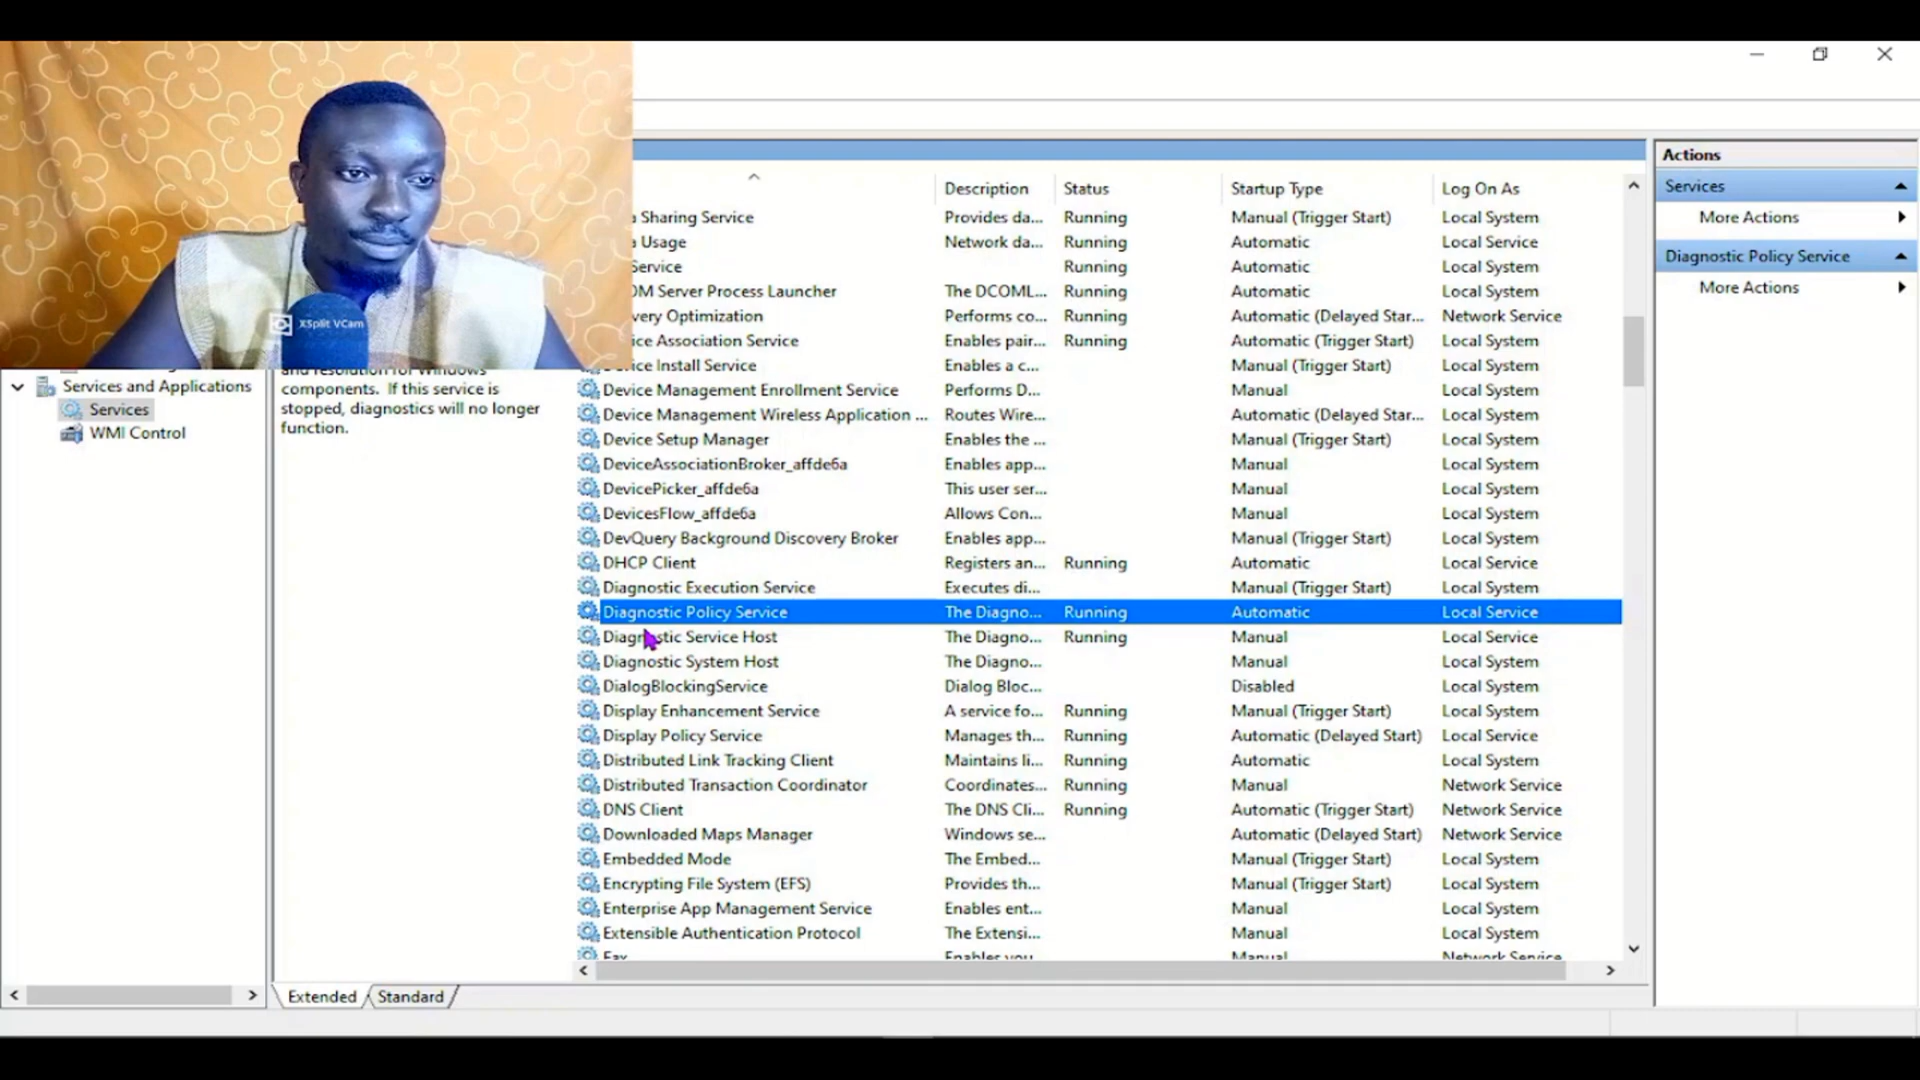 XSplit VCam
Description Status Startup Type Log On As
a Sharing Service Provides da... Running Manual (Trigger Start) Local System
a Usage Network da... Running Automatic Local Service
Service Running Automatic Local System
OM Server Process Launcher The DCOML... Running Automatic Local System
very Optimization Performs co... Running Automatic (Delayed Star... Network Service
ice Association Service Enables pair... Running Automatic (Trigger Start) Local System
ice Install Service Enables a c... Manual (Trigger Start) Local System
Device Management Enrollment Service Performs D... Manual Local System
Device Management Wireless Application ... Routes Wire... Automatic (Delayed Star... Local System
Device Setup Manager Enables the ... Manual (Trigger Start) Local System
DeviceAssociationBroker_affde6a Enables app... Manual Local System
DevicePicker_affde6a This user ser... Manual Local System
DevicesFlow_affde6a Allows Con... Manual Local System
DevQuery Background Discovery Broker Enables app... Manual (Trigger Start) Local System
DHCP Client Registers an... Running Automatic Local Service
Diagnostic Execution Service Executes di... Manual (Trigger Start) Local System
Diagnostic Policy Service The Diagno... Running Automatic Local Service
Diagnostic Service Host The Diagno... Running Manual Local Service
Diagnostic System Host The Diagno... Manual Local System
DialogBlockingService Dialog Bloc... Disabled Local System
Display Enhancement Service A service fo... Running Manual (Trigger Start) Local System
Display Policy Service Manages th... Running Automatic (Delayed Start) Local Service
Distributed Link Tracking Client Maintains li... Running Automatic Local System
Distributed Transaction Coordinator Coordinates... Running Manual Network Service
DNS Client The DNS Cli... Running Automatic (Trigger Start) Network Service
Downloaded Maps Manager Windows se... Automatic (Delayed Start) Network Service
Embedded Mode The Embed... Manual (Trigger Start) Local System
Encrypting File System (EFS) Provides th... Manual (Trigger Start) Local System
Enterprise App Management Service Enables ent... Manual Local System
Extensible Authentication Protocol The Extensi... Manual Local System
Fax Enables you Manual Network Service
Services and Applications
Services
WMI Control
and resolution for Windows
components. If this service is
stopped, diagnostics will no longer
function.
Extended Standard
Actions
Services
More Actions
Diagnostic Policy Service
More Actions